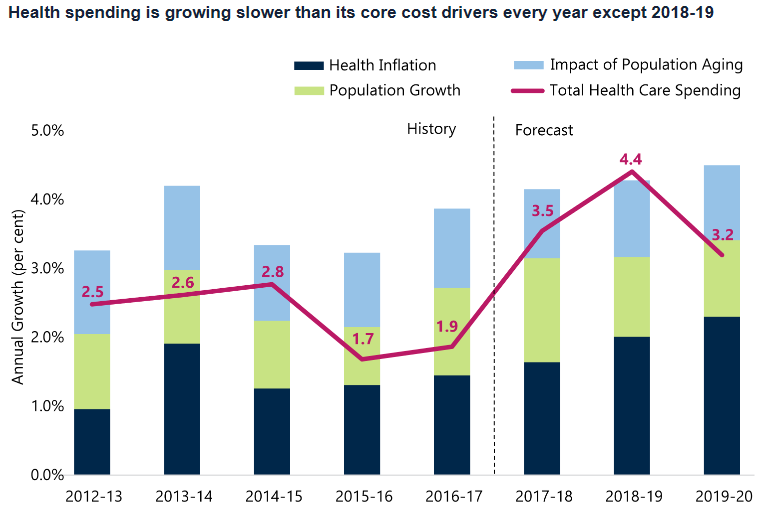 Health spending is growing slower than its core cost drivers every year except 2018-19
Health Inflation
Impact of Population Aging
Population Growth
Total Health Care Spending
History
Forecast
Annual Growth (per cent)
5.0%
4.0%
3.0%
2.0%
1.0%
0.0%
2.5
2.6
2.8
1.7
1.9
3.5
4.4
3.2
2012-13
2013-14
2014-15
2015-16
2016-17
2017-18
2018-19
2019-20